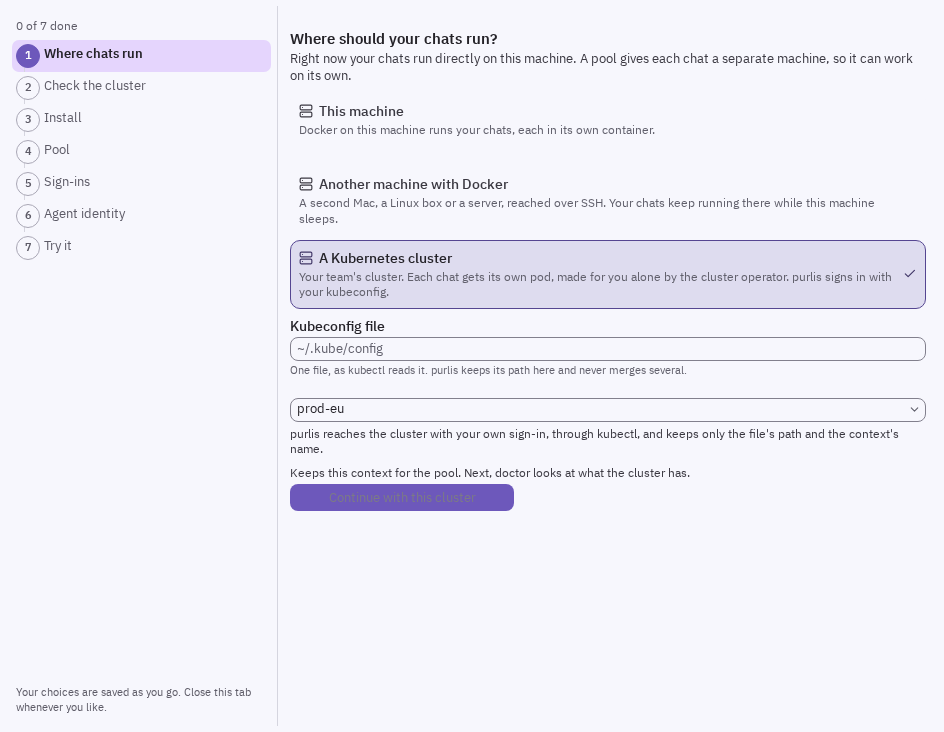 0 of 7 done
1 Where chats run
2 Check the cluster
3 Install
4 Pool
5 Sign-ins
6 Agent identity
7 Try it
Your choices are saved as you go. Close this tab
whenever you like.
Where should your chats run?
Right now your chats run directly on this machine. A pool gives each chat a separate machine, so it can work
on its own.
This machine
Docker on this machine runs your chats, each in its own container.
Another machine with Docker
A second Mac, a Linux box or a server, reached over SSH. Your chats keep running there while this machine
sleeps.
A Kubernetes cluster
Your team's cluster. Each chat gets its own pod, made for you alone by the cluster operator. purlis signs in with
your kubeconfig.
Kubeconfig file
~/.kube/config
One file, as kubectl reads it. purlis keeps its path here and never merges several.
prod-eu
purlis reaches the cluster with your own sign-in, through kubectl, and keeps only the file's path and the context's
name.
Keeps this context for the pool. Next, doctor looks at what the cluster has.
Continue with this cluster